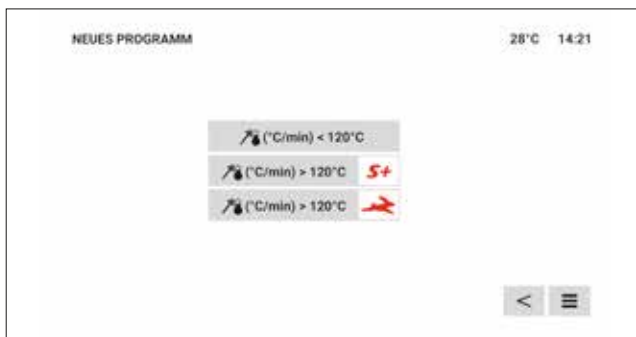 NEUES PROGRAMM 28°C 14:21
(°C/min) < 120°C
(°C/min) > 120°C S+
(°C/min) > 120°C
<